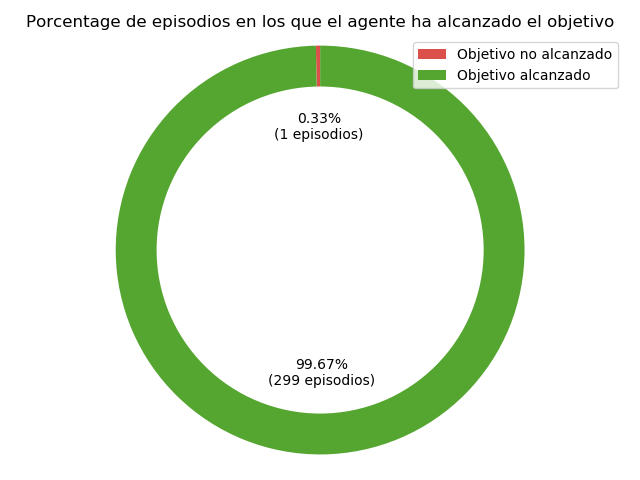 Porcentage de episodios en los que el agente ha alcanzado el objetivo
Objetivo no alcanzado
Objetivo alcanzado
0.33%
(1 episodios)
99.67%
(299 episodios)